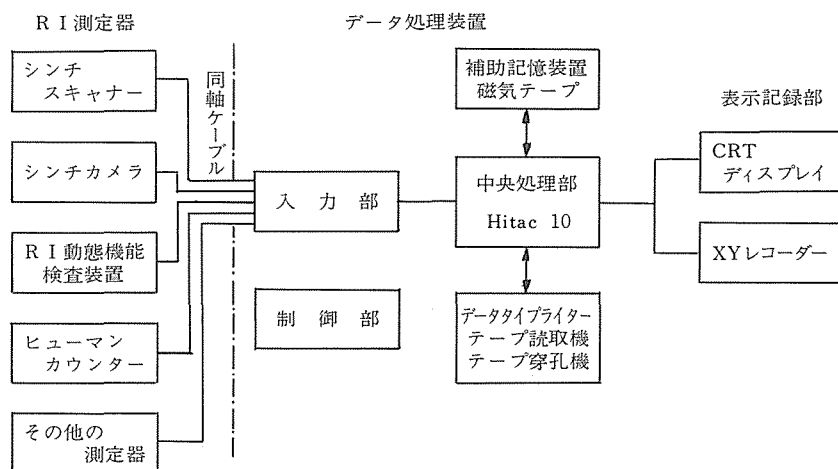 RI測定器
データ処理装置
シンチ
スキャナー
シンチカメラ
RI動態機能
検査装置
ヒューマン
カウンター
その他の
測定器
同軸ケーブル
入力部
制御部
補助記憶装置
磁気テープ
中央処理部
Hitac 10
データタイプライター
テープ読取機
テープ穿孔機
表示記録部
CRT
ディスプレイ
XYレコーダー